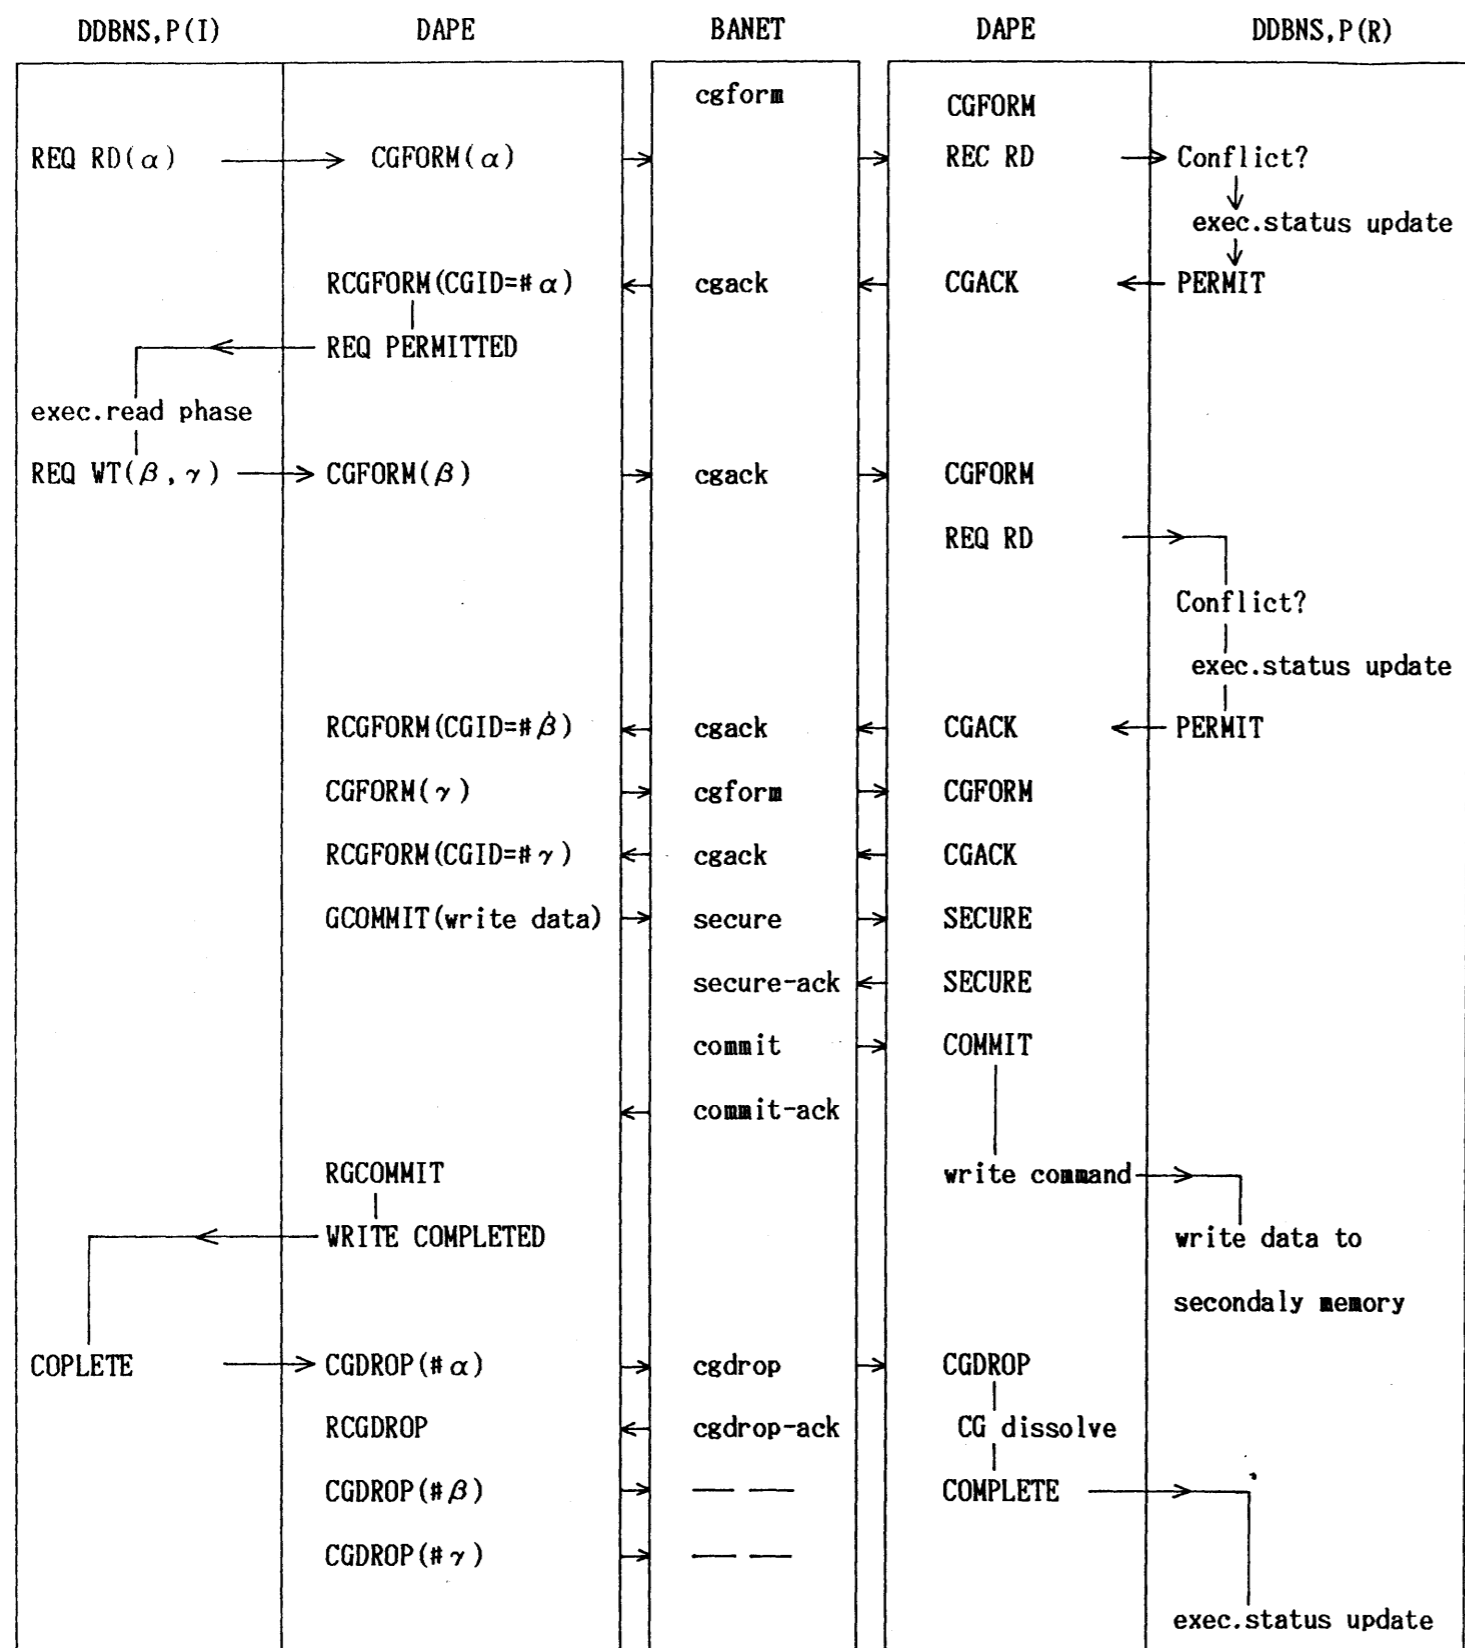 DDBNS,P(I) DAPE BANET DAPE DDBNS,P(R)
cgform CGFORM
REQ RD(α) CGFORM(α) REC RD Conflict?
exec.status update
RCGFORM(CGID=#α) cgack CGACK PERMIT
REQ PERMITTED
exec.read phase
REQ WT(β,γ) CGFORM(β) cgack CGFORM
REQ RD
Conflict?
exec.status update
RCGFORM(CGID=#β) cgack CGACK PERMIT
CGFORM(γ) cgform CGFORM
RCGFORM(CGID=#γ) cgack CGACK
GCOMMIT(write data) secure SECURE
secure-ack SECURE
commit COMMIT
commit-ack
RGCOMMIT write command
WRITE COMPLETED write data to
secondaly memory
COPLETE CGDROP(#α) cgdrop CGDROP
RCGDROP cgdrop-ack CG dissolve
CGDROP(#β) — — COMPLETE
CGDROP(#γ) — —
exec.status update